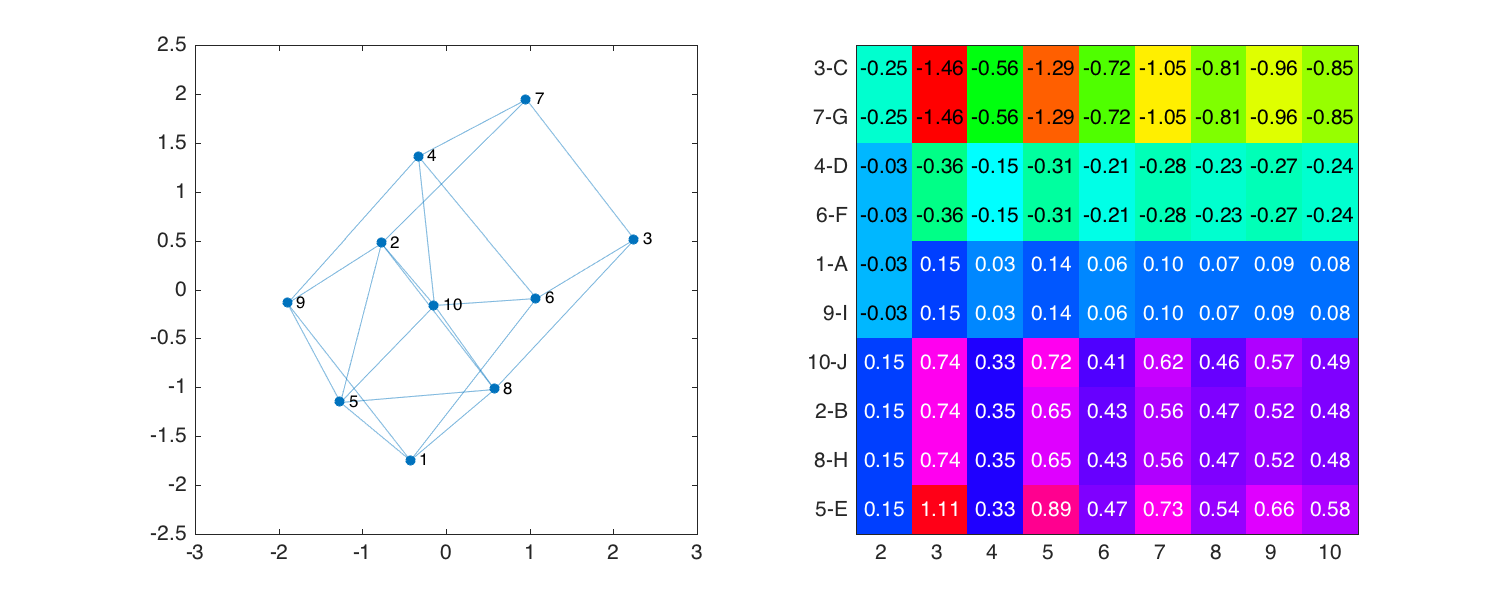 2.5
2
1.5
1
0.5
0
-0.5
-1
-1.5
-2
-2.5
-3 -2 -1 0 1 2 3
7
4
2
3
9
10
6
5
8
1
3-C -0.25 -1.46 -0.56 -1.29 -0.72 -1.05 -0.81 -0.96 -0.85
7-G -0.25 -1.46 -0.56 -1.29 -0.72 -1.05 -0.81 -0.96 -0.85
4-D -0.03 -0.36 -0.15 -0.31 -0.21 -0.28 -0.23 -0.27 -0.24
6-F -0.03 -0.36 -0.15 -0.31 -0.21 -0.28 -0.23 -0.27 -0.24
1-A -0.03 0.15 0.03 0.14 0.06 0.10 0.07 0.09 0.08
9-I -0.03 0.15 0.03 0.14 0.06 0.10 0.07 0.09 0.08
10-J 0.15 0.74 0.33 0.72 0.41 0.62 0.46 0.57 0.49
2-B 0.15 0.74 0.35 0.65 0.43 0.56 0.47 0.52 0.48
8-H 0.15 0.74 0.35 0.65 0.43 0.56 0.47 0.52 0.48
5-E 0.15 1.11 0.33 0.89 0.47 0.73 0.54 0.66 0.58
2 3 4 5 6 7 8 9 10